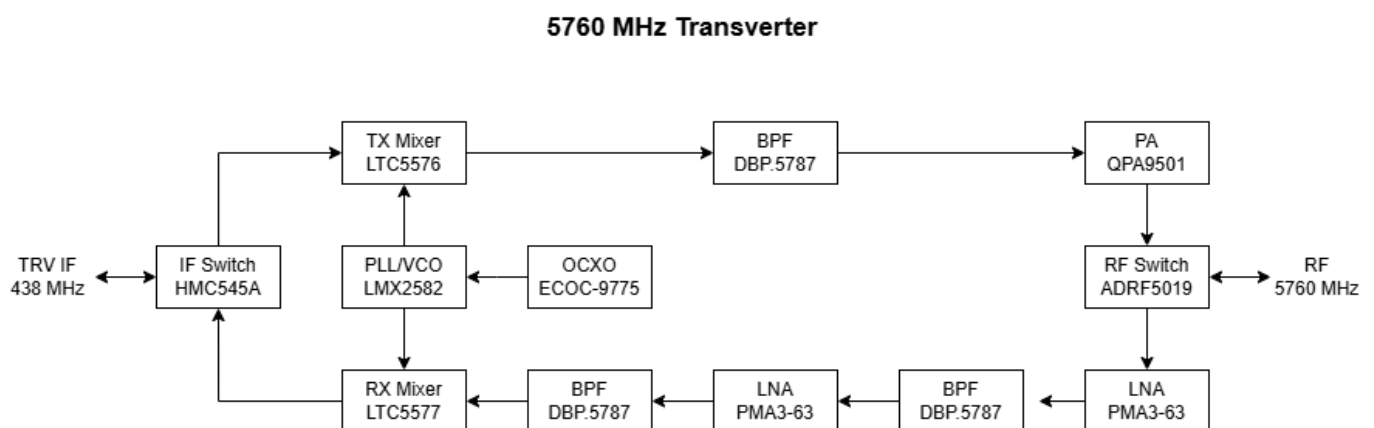 5760 MHz Transverter
TX Mixer
LTC5576
BPF
DBP.5787
PA
QPA9501
TRV IF
438 MHz
IF Switch
HMC545A
PLL/VCO
LMX2582
OCXO
ECOC-9775
RF Switch
ADRF5019
RF
5760 MHz
RX Mixer
LTC5577
BPF
DBP.5787
LNA
PMA3-63
BPF
DBP.5787
LNA
PMA3-63